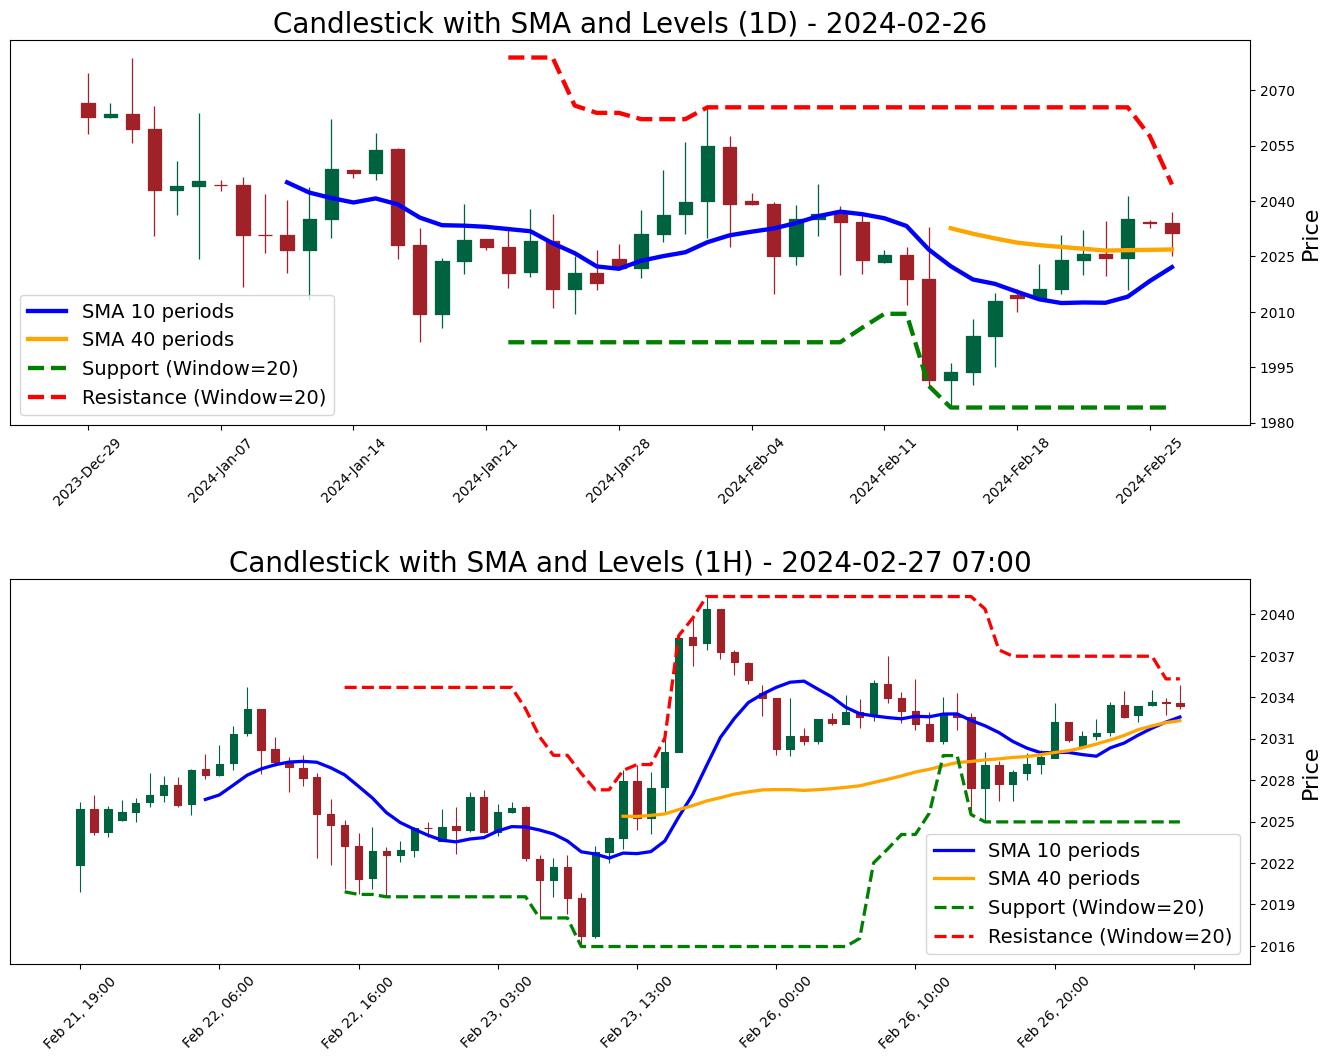 Candlestick with SMA and Levels (1D) - 2024-02-26
2070
2055
2040
2025
2010
1995
1980
Price
SMA 10 periods
SMA 40 periods
Support (Window=20)
Resistance (Window=20)
2023-Dec-29
2024-Jan-07
2024-Jan-14
2024-Jan-21
2024-Jan-28
2024-Feb-04
2024-Feb-11
2024-Feb-18
2024-Feb-25
Candlestick with SMA and Levels (1H) - 2024-02-27 07:00
2040
2037
2034
2031
2028
2025
2022
2019
2016
Price
SMA 10 periods
SMA 40 periods
Support (Window=20)
Resistance (Window=20)
Feb 21, 19:00
Feb 22, 06:00
Feb 22, 16:00
Feb 23, 03:00
Feb 23, 13:00
Feb 26, 00:00
Feb 26, 10:00
Feb 26, 20:00